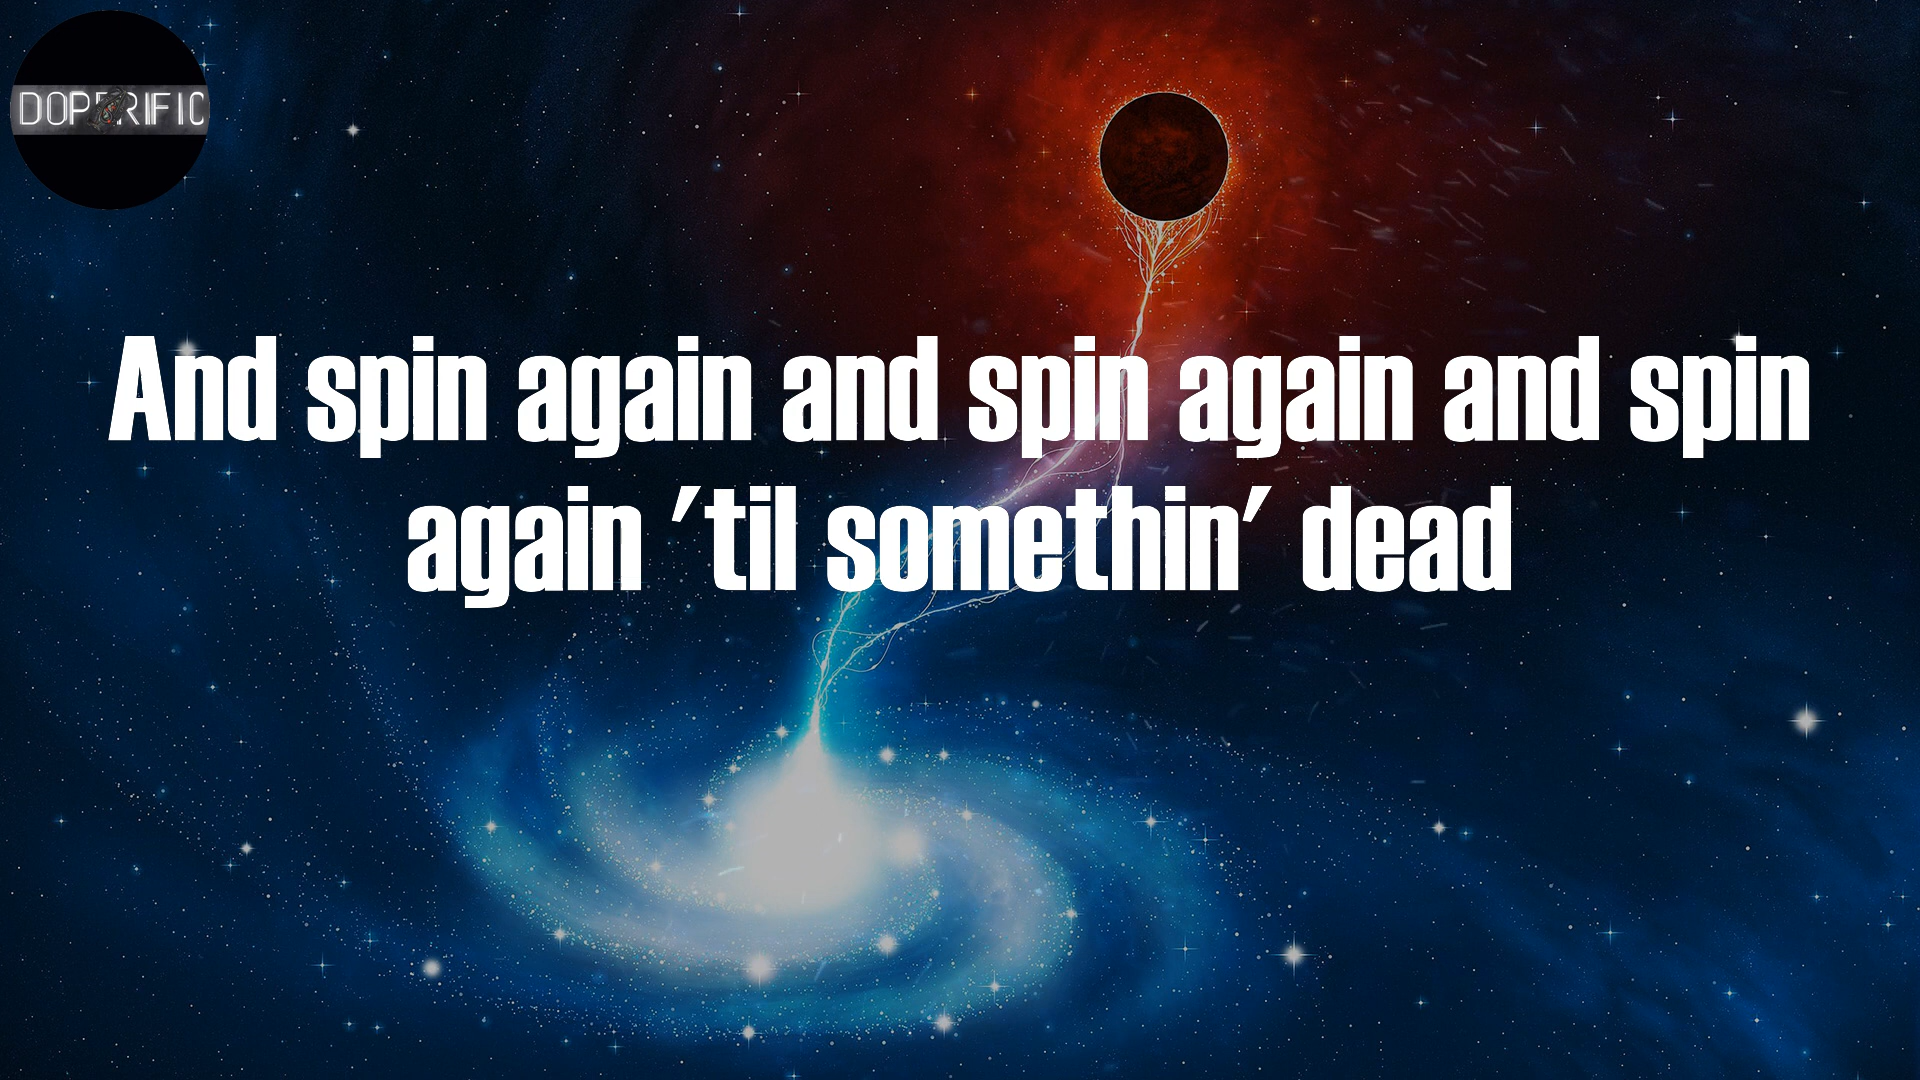 DOPERIFIC
And spin again and spin again and spin
again 'til somethin' dead